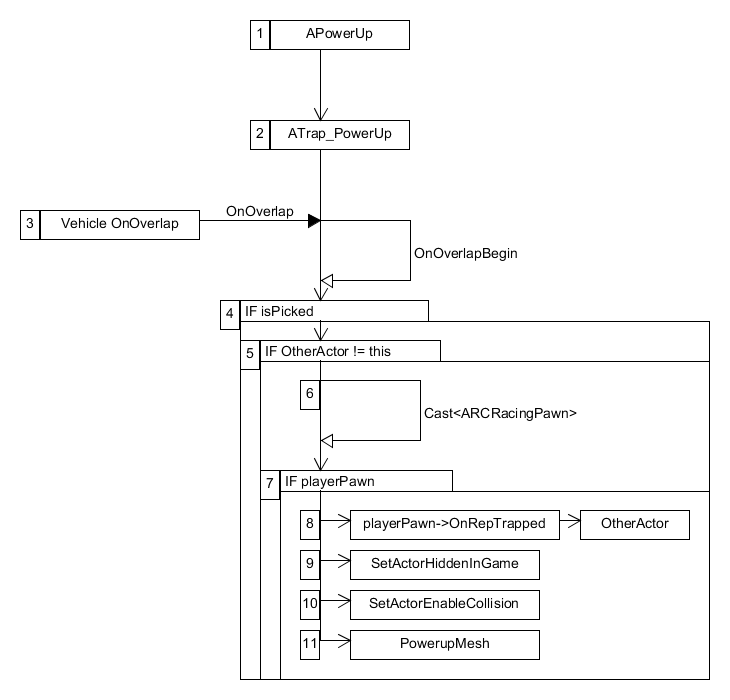 1 APowerUp
2 ATrap_PowerUp
OnOverlap
3 Vehicle OnOverlap
OnOverlapBegin
4 IF isPicked
5 IF OtherActor != this
6
Cast<ARCRacingPawn>
7 IF playerPawn
8 playerPawn->OnRepTrapped OtherActor
9 SetActorHiddenInGame
10 SetActorEnableCollision
11 PowerupMesh